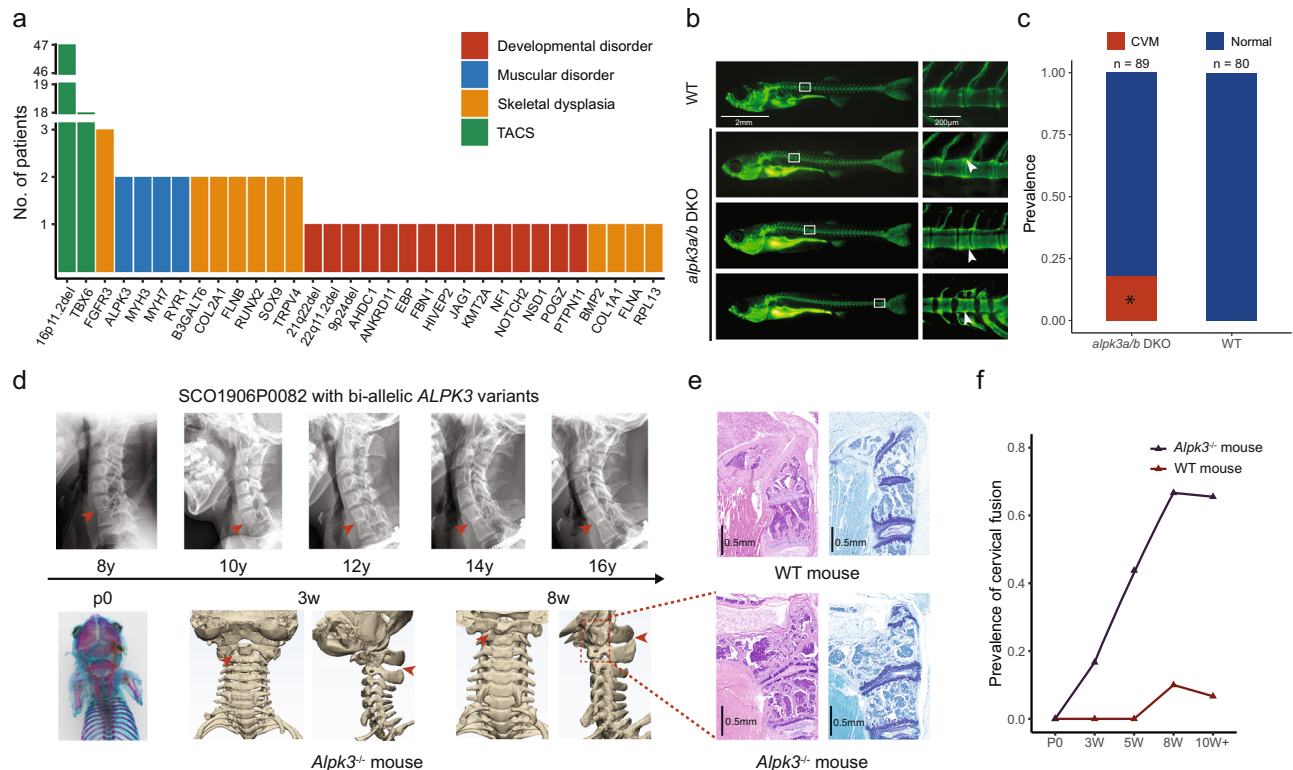 a
No. of patients
47
46
19
18
3
2
1
Developmental disorder
Muscular disorder
Skeletal dysplasia
TACS
16p11.2del
TBX6
FGFR3
ALPK3
MYH3
MYH7
RYR1
B3GALT6
COL2A1
FLNB
RUNX2
SOX9
TRPV4
21q22del
22q11.2del
9p24del
AHDC1
ANKRD11
EBP
FBN1
HIVEP2
JAG1
KMT2A
NF1
NOTCH2
NSD1
POGZ
PTPN11
BMP2
COL1A1
FLNA
RPL13
b
WT
alpk3a/b DKO
2mm
200μm
c
CVM
Normal
n = 89
n = 80
Prevalence
1.00
0.75
0.50
0.25
0.00
*
alpk3a/b DKO
WT
d
SCO1906P0082 with bi-allelic ALPK3 variants
8y
10y
12y
14y
16y
p0
3w
8w
Alpk3-/- mouse
e
0.5mm
0.5mm
WT mouse
0.5mm
0.5mm
Alpk3-/- mouse
f
Prevalence of cervical fusion
0.8
0.6
0.4
0.2
0.0
Alpk3-/- mouse
WT mouse
P0
3W
5W
8W
10W+